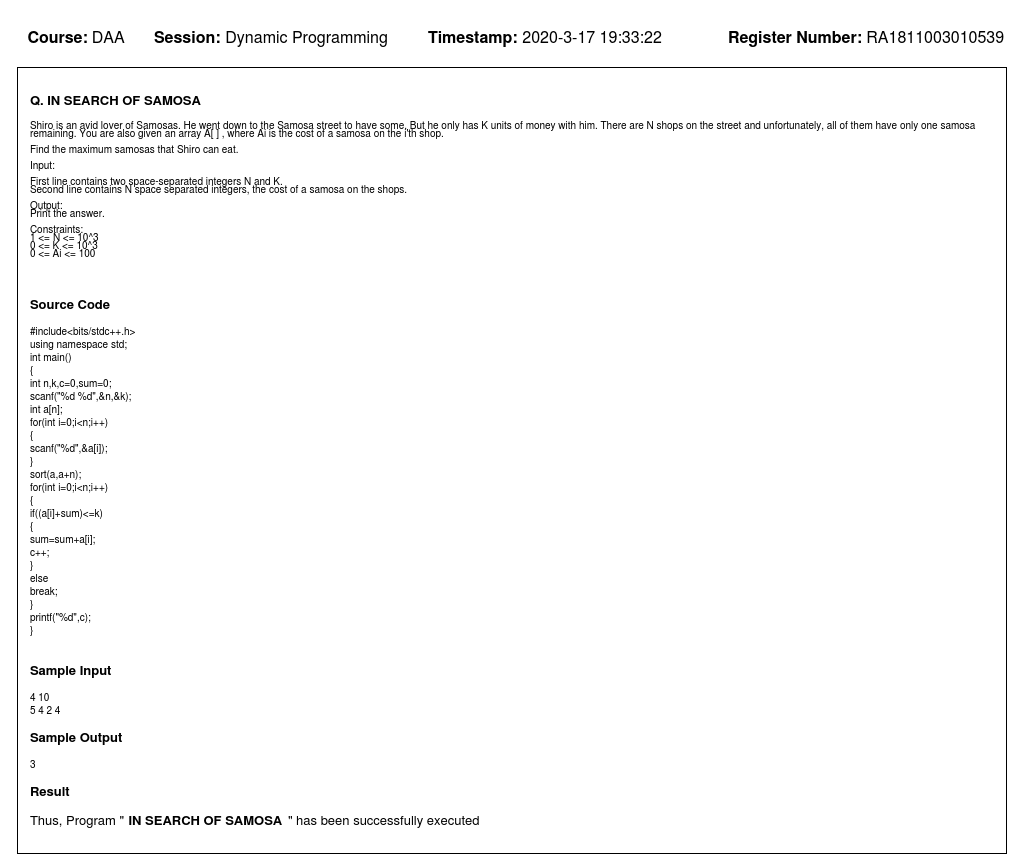 Course: DAA Session: Dynamic Programming Timestamp: 2020-3-17 19:33:22 Register Number: RA1811003010539
Q. IN SEARCH OF SAMOSA
Shiro is an avid lover of Samosas. He went down to the Samosa street to have some. But he only has K units of money with him. There are N shops on the street and unfortunately, all of them have only one samosa
remaining. You are also given an array A[ ] , where Ai is the cost of a samosa on the i'th shop.
Find the maximum samosas that Shiro can eat.
Input:
First line contains two space-separated integers N and K.
Second line contains N space separated integers, the cost of a samosa on the shops.
Output:
Print the answer.
Constraints:
1 <= N <= 10^3
0 <= K <= 10^3
0 <= Ai <= 100
Source Code
#include<bits/stdc++.h>
using namespace std;
int main()
{
int n,k,c=0,sum=0;
scanf("%d %d",&n,&k);
int a[n];
for(int i=0;i<n;i++)
{
scanf("%d",&a[i]);
}
sort(a,a+n);
for(int i=0;i<n;i++)
{
if((a[i]+sum)<=k)
{
sum=sum+a[i];
c++;
}
else
break;
}
printf("%d",c);
}
Sample Input
4 10
5 4 2 4
Sample Output
3
Result
Thus, Program " IN SEARCH OF SAMOSA " has been successfully executed